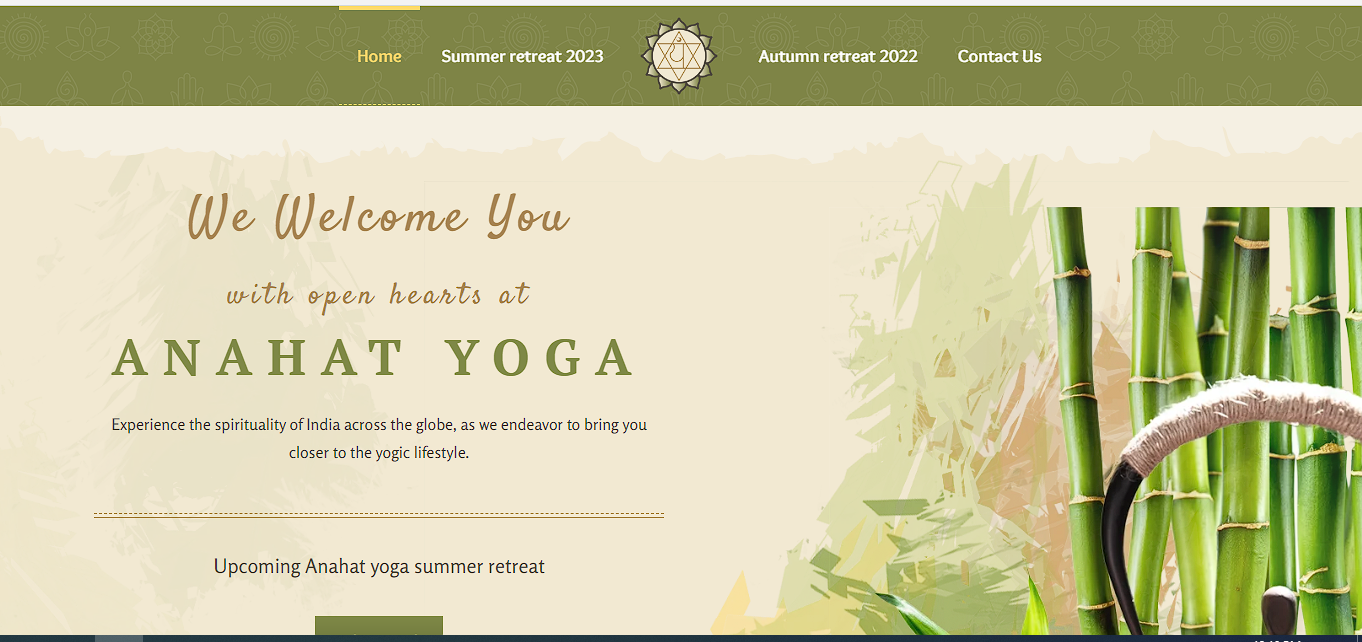 Home
Summer retreat 2023
Autumn retreat 2022
Contact Us
We Welcome You
with open hearts at
ANAHAT YOGA
Experience the spirituality of India across the globe, as we endeavor to bring you
closer to the yogic lifestyle.
Upcoming Anahat yoga summer retreat